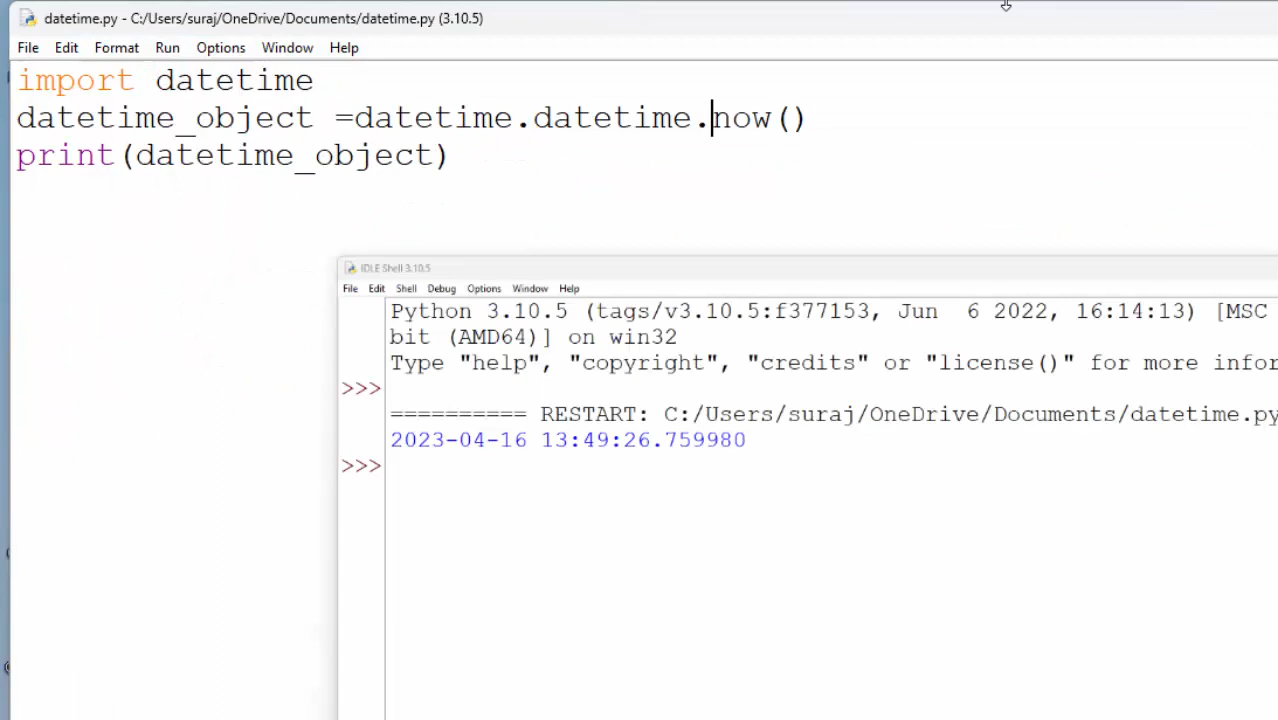 datetime.py - C:/Users/suraj/OneDrive/Documents/datetime.py (3.10.5)
File Edit Format Run Options Window Help
import datetime
datetime_object =datetime.datetime.now()
print(datetime_object)
IDLE Shell 3.10.5
File Edit Shell Debug Options Window Help
Python 3.10.5 (tags/v3.10.5:f377153, Jun  6 2022, 16:14:13) [MSC
bit (AMD64)] on win32
Type "help", "copyright", "credits" or "license()" for more infor
>>>
========== RESTART: C:/Users/suraj/OneDrive/Documents/datetime.py
2023-04-16 13:49:26.759980
>>>